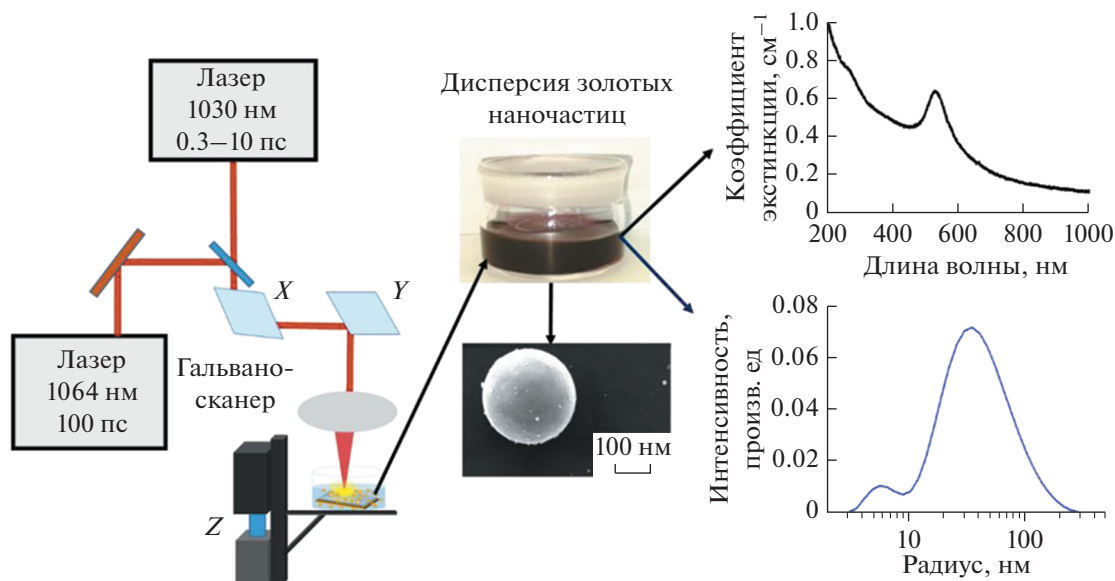 Лазер
1030 нм
0.3–10 пс
Лазер
1064 нм
100 пс
X
Y
Гальвано-
сканер
Z
Дисперсия золотых
наночастиц
100 нм
Коэффициент
экстинкции, см⁻¹
1.0
0.8
0.6
0.4
0.2
0
200
400
600
800
1000
Длина волны, нм
Интенсивность,
произв. ед
0.08
0.06
0.04
0.02
0
10
100
Радиус, нм